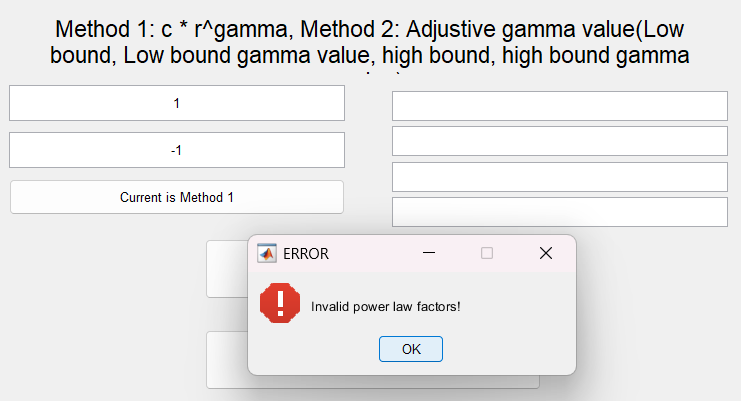 Method 1: c * r^gamma, Method 2: Adjustive gamma value(Low
bound, Low bound gamma value, high bound, high bound gamma
1
-1
Current is Method 1
ERROR
Invalid power law factors!
OK